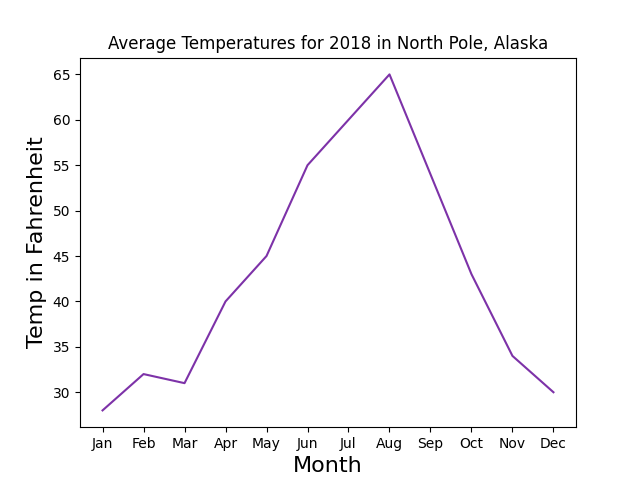 Average Temperatures for 2018 in North Pole, Alaska
Temp in Fahrenheit
65
60
55
50
45
40
35
30
Jan Feb Mar Apr May Jun Jul Aug Sep Oct Nov Dec
Month